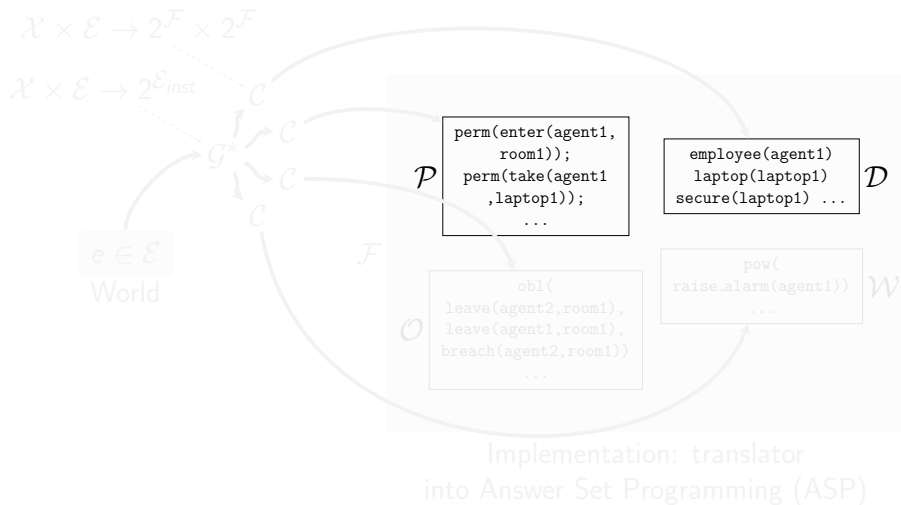 𝒳 × ℰ → 2^ℱ × 2^ℱ
𝒳 × ℰ → 2^ℰinst
𝒞
𝒞
𝒢*
𝒞
𝒞
e ∈ ℰ
World
ℱ
𝒫
perm(enter(agent1,
room1));
perm(take(agent1
,laptop1));
...
employee(agent1)
laptop(laptop1)
secure(laptop1) ...
𝒟
𝒪
obl(
leave(agent2,room1),
leave(agent1,room1),
breach(agent2,room1))
...
pow(
raise_alarm(agent1))
...
𝒲
Implementation: translator
into Answer Set Programming (ASP)